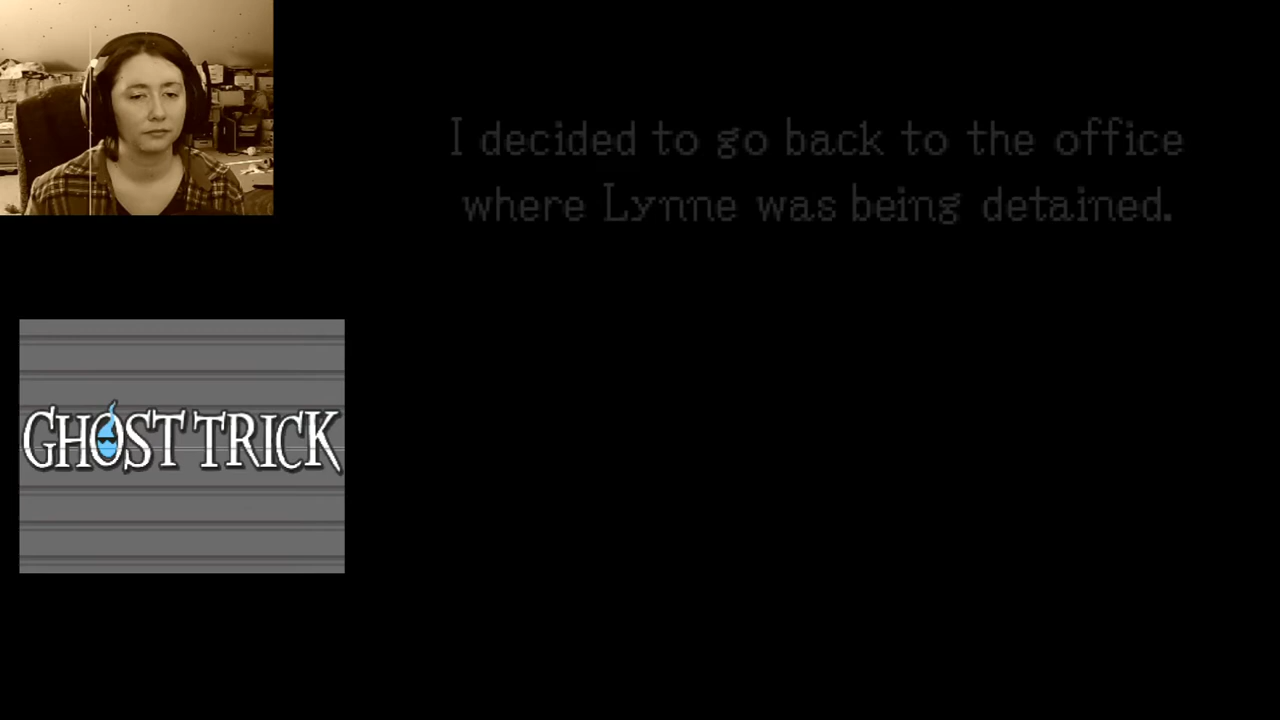 I decided to go back to the office
where Lynne was being detained.
GHOST TRICK